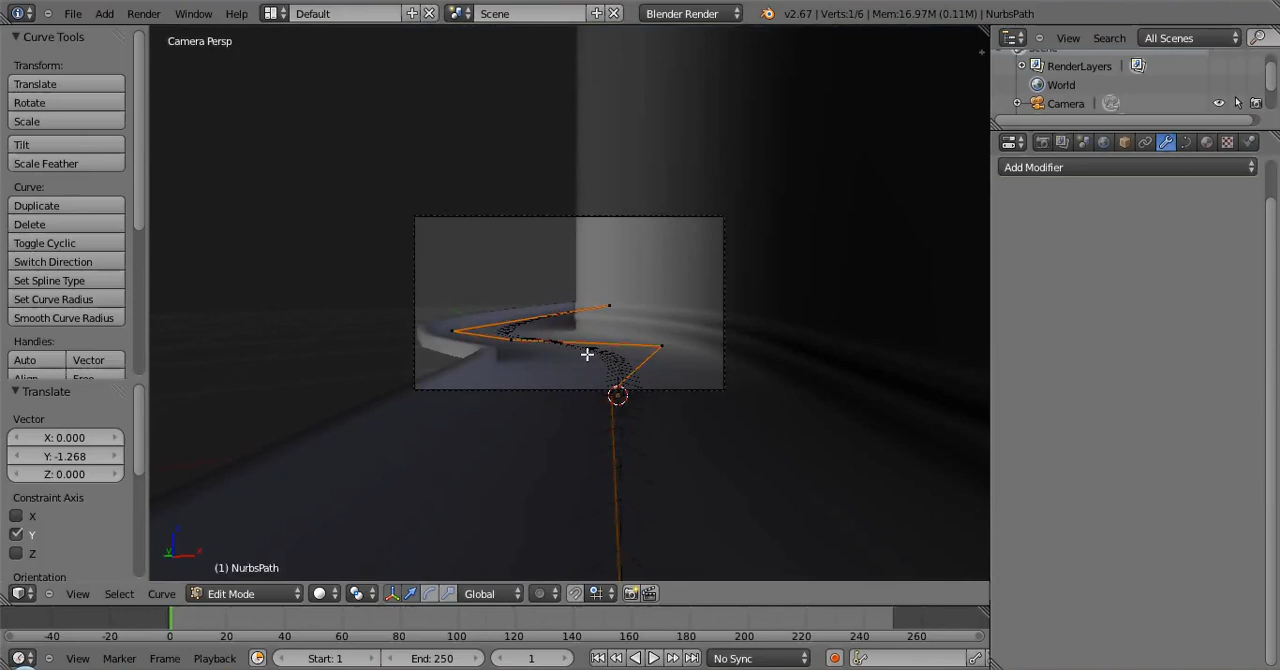 File Add Render Window Help Default Scene Blender Render v2.67 | Verts:1/6 | Mem:16.97M (0.11M) | NurbsPath
Curve Tools
Transform:
Translate
Rotate
Scale
Tilt
Scale Feather
Curve:
Duplicate
Delete
Toggle Cyclic
Switch Direction
Set Spline Type
Set Curve Radius
Smooth Curve Radius
Handles:
Auto Vector
Align Free
Translate
Vector
X: 0.000
Y: -1.268
Z: 0.000
Constraint Axis
X
Y
Z
Orientation
Camera Persp
(1) NurbsPath
View Search All Scenes
Scene
RenderLayers |
World
Camera |
Add Modifier
View Select Curve Edit Mode Global
-40 -20 0 20 40 60 80 100 120 140 160 180 200 220 240 260
View Marker Frame Playback Start: 1 End: 250 1 No Sync